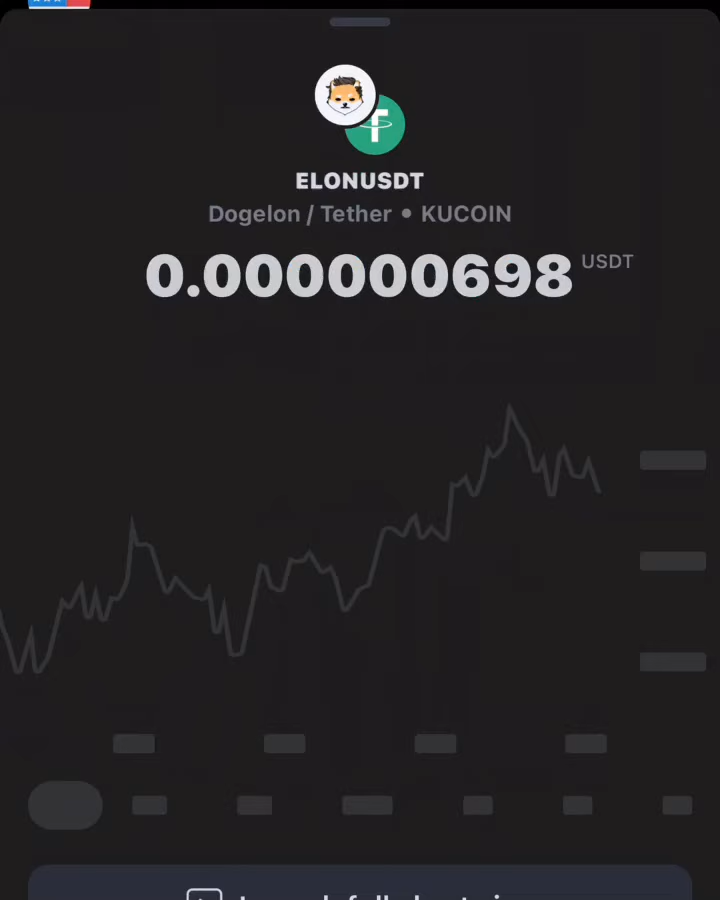 ELONUSDT
Dogelon / Tether • KUCOIN
0.000000698 USDT